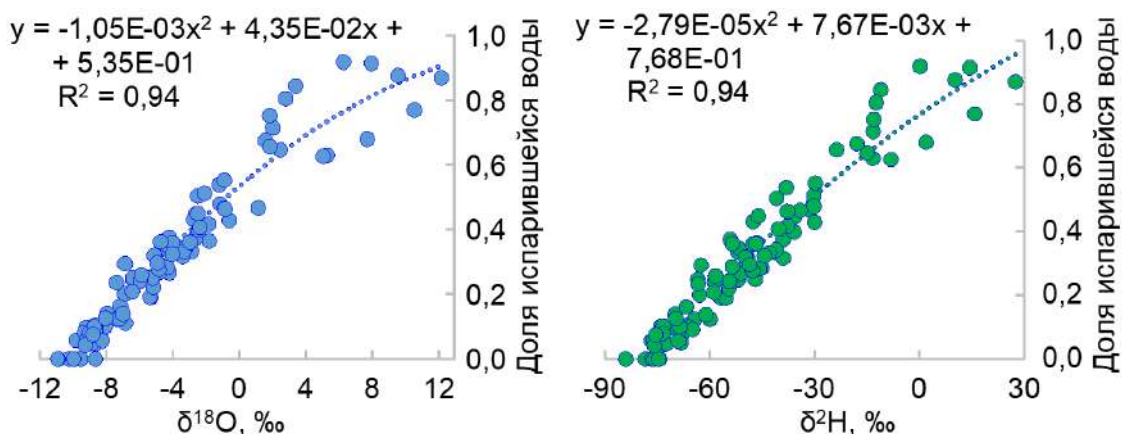 y = -1,05E-03x² + 4,35E-02x +
+ 5,35E-01
R² = 0,94
1,0
0,8
0,6
0,4
0,2
0,0
Доля испарившейся воды
-12 -8 -4 0 4 8 12
δ¹⁸O, ‰
y = -2,79E-05x² + 7,67E-03x +
7,68E-01
R² = 0,94
1,0
0,8
0,6
0,4
0,2
0,0
Доля испарившейся воды
-90 -60 -30 0 30
δ²H, ‰